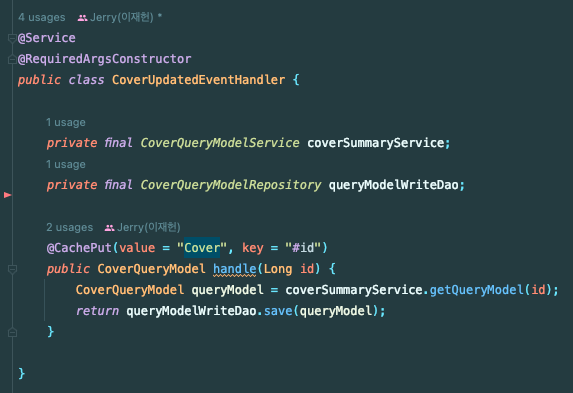 4 usages Jerry(이재헌) *
@Service
@RequiredArgsConstructor
public class CoverUpdatedEventHandler {
1 usage
private final CoverQueryModelService coverSummaryService;
1 usage
private final CoverQueryModelRepository queryModelWriteDao;
2 usages Jerry(이재헌)
@CachePut(value = "Cover", key = "#id")
public CoverQueryModel handle(Long id) {
CoverQueryModel queryModel = coverSummaryService.getQueryModel(id);
return queryModelWriteDao.save(queryModel);
}
}